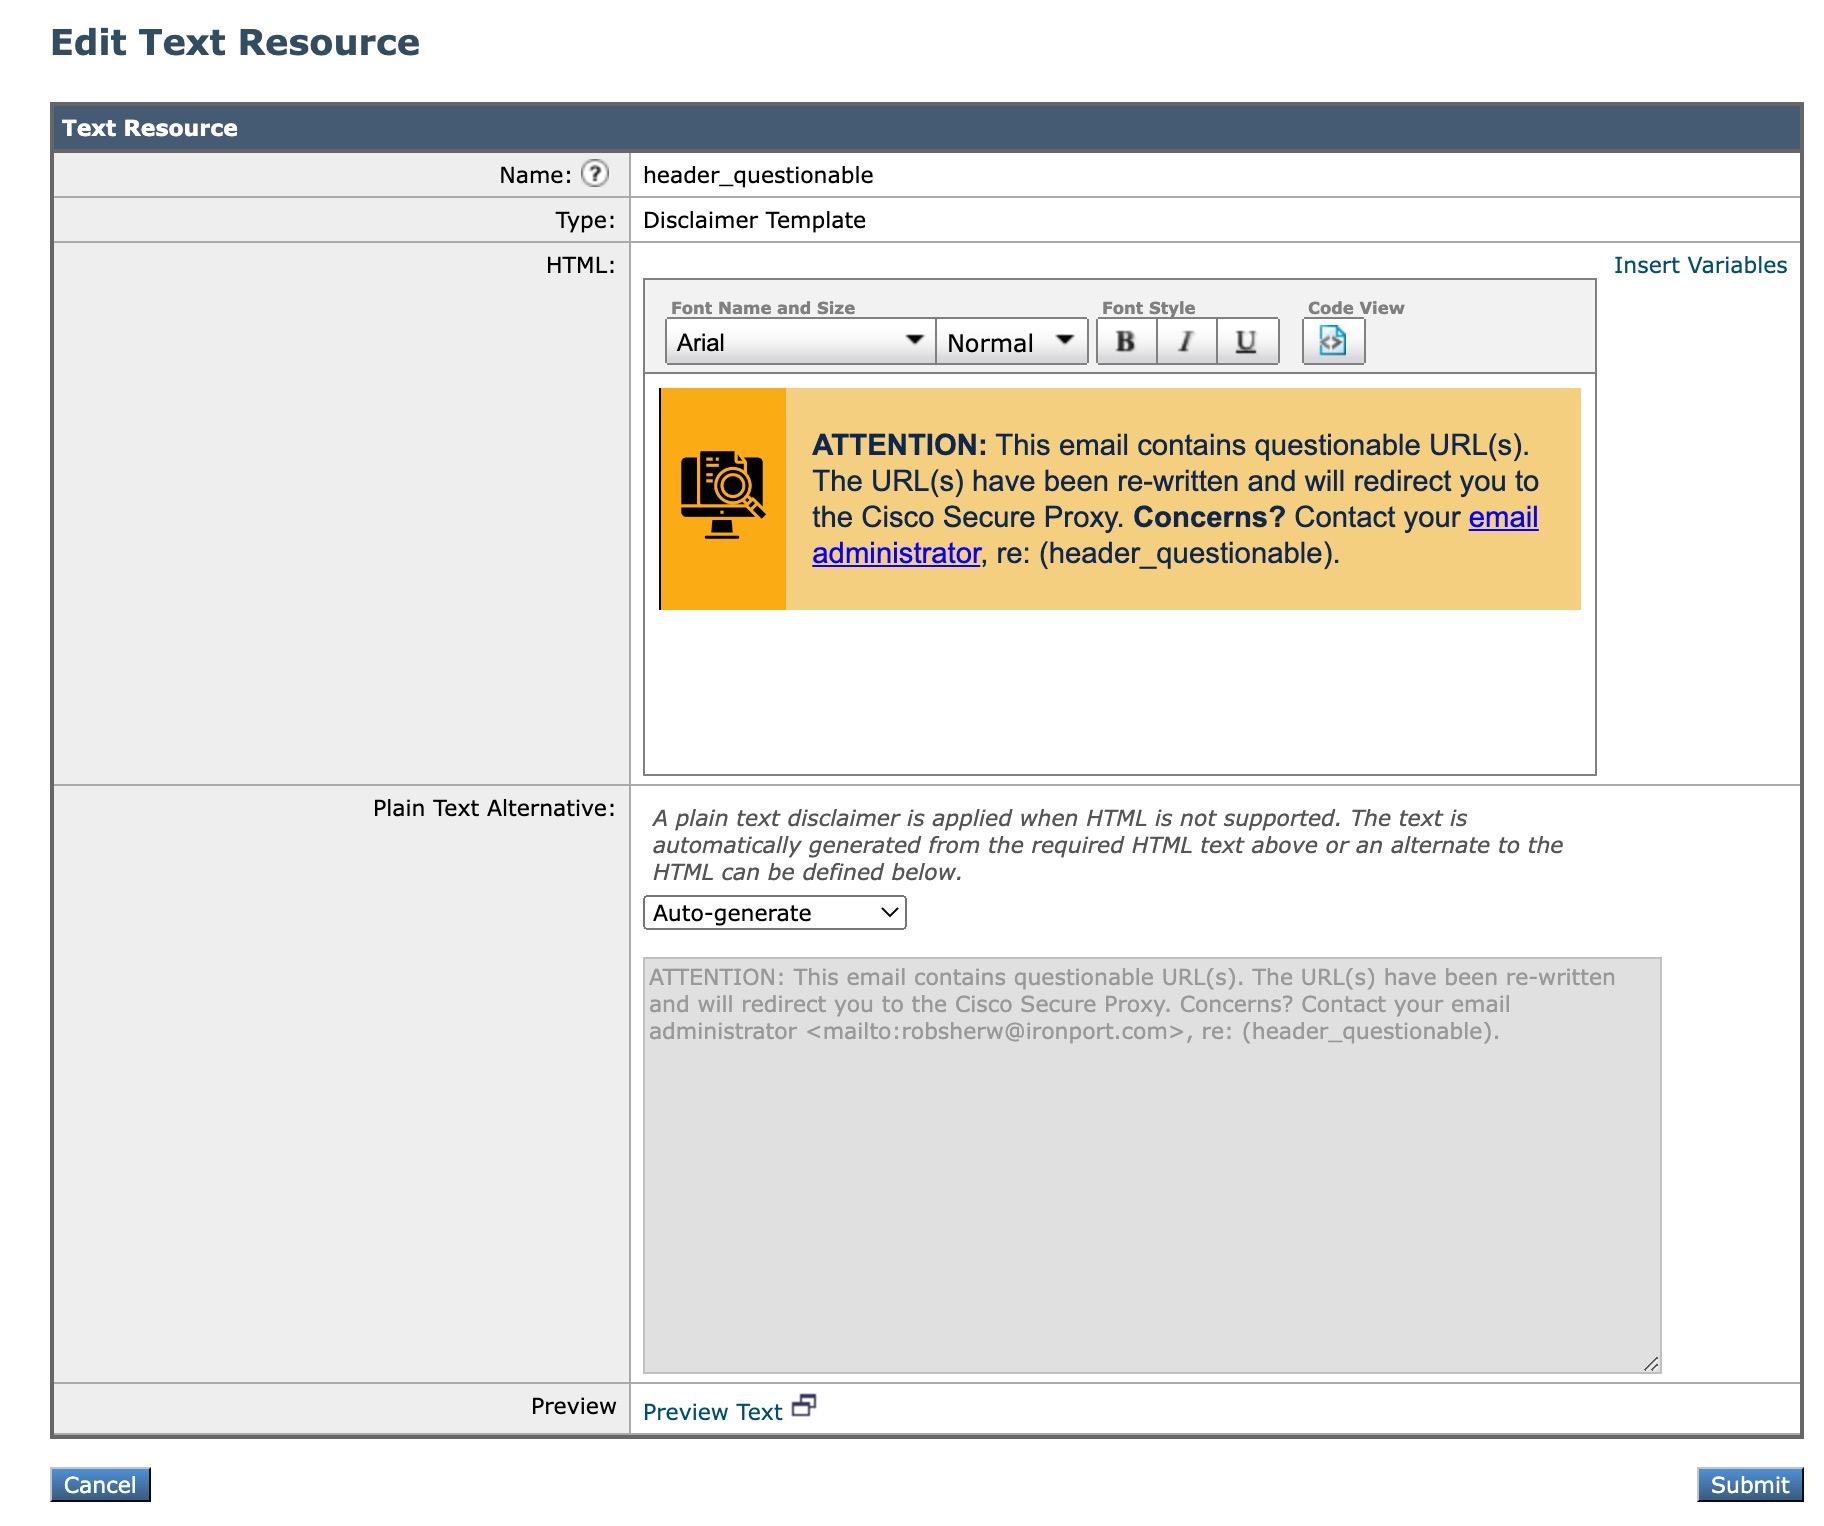 Edit Text Resource
Text Resource
Name: ? header_questionable
Type: Disclaimer Template
HTML: Insert Variables
Font Name and Size Font Style Code View
Arial Normal B I U <>
ATTENTION: This email contains questionable URL(s).
The URL(s) have been re-written and will redirect you to
the Cisco Secure Proxy. Concerns? Contact your email
administrator, re: (header_questionable).
Plain Text Alternative:
A plain text disclaimer is applied when HTML is not supported. The text is
automatically generated from the required HTML text above or an alternate to the
HTML can be defined below.
Auto-generate
ATTENTION: This email contains questionable URL(s). The URL(s) have been re-written
and will redirect you to the Cisco Secure Proxy. Concerns? Contact your email
administrator <mailto:robsherw@ironport.com>, re: (header_questionable).
Preview Preview Text
Cancel Submit